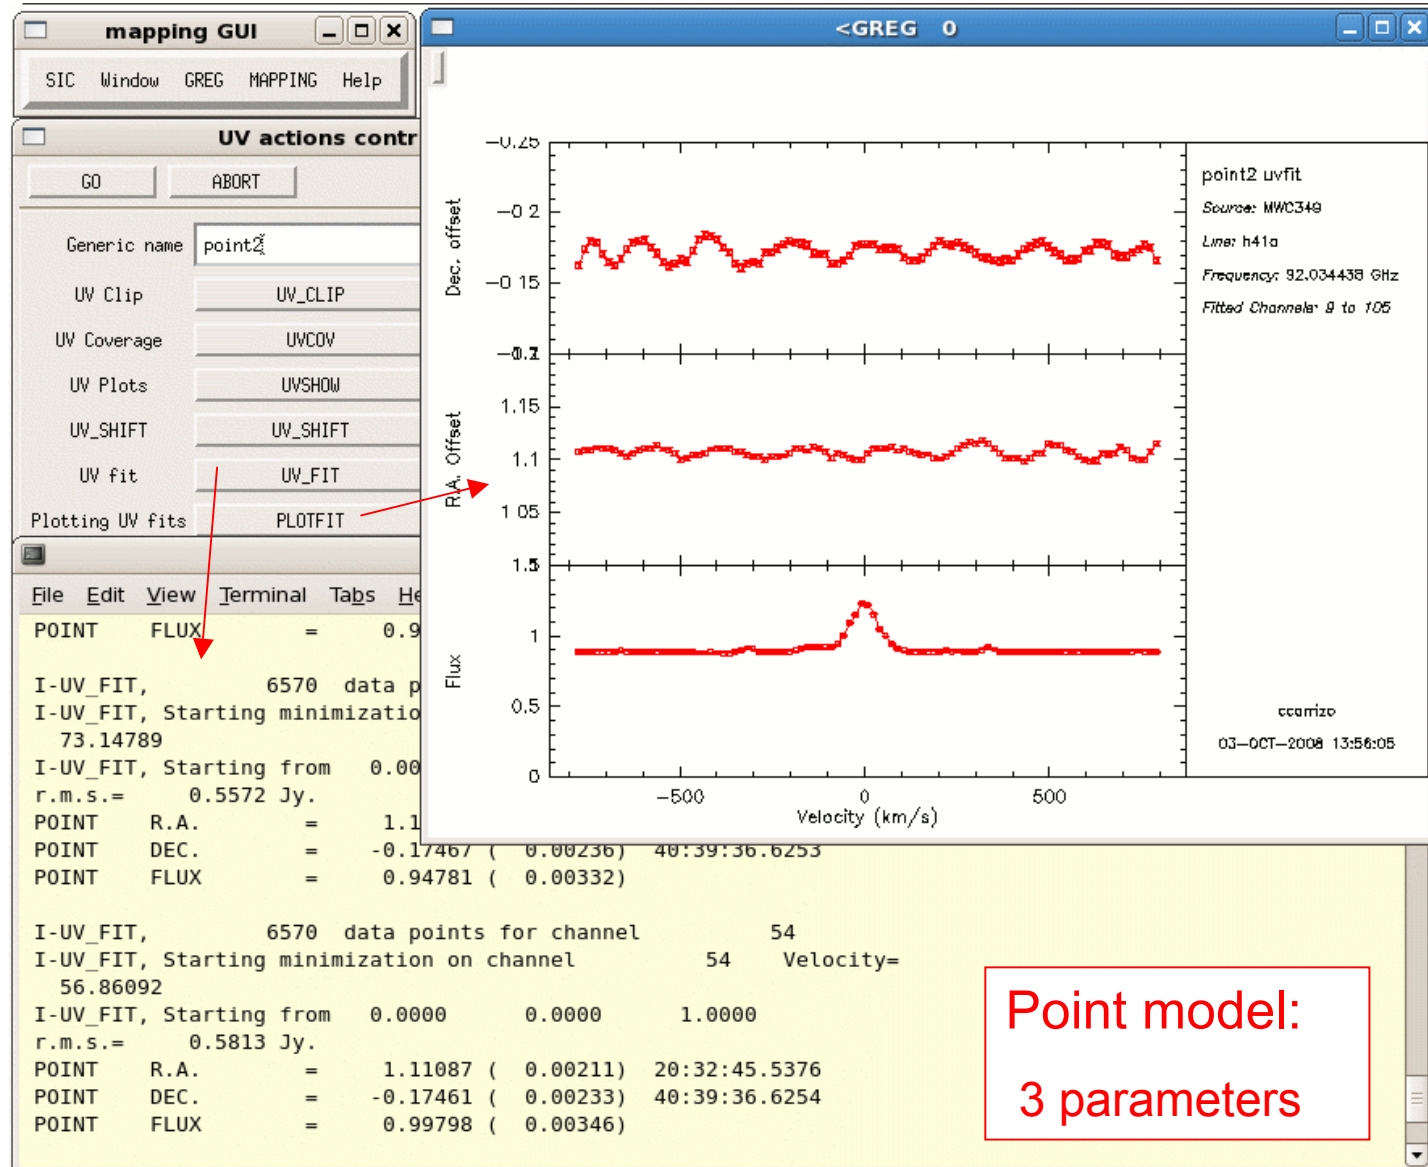 mapping GUI
SIC Window GREG MAPPING Help
UV actions contr
GO ABORT
Generic name point2
UV Clip UV_CLIP
UV Coverage UVCOV
UV Plots UVSHOW
UV_SHIFT UV_SHIFT
UV fit UV_FIT
Plotting UV fits PLOTFIT
<GREG 0
Dec. offset
-0.25
-0 2
-0 15
R.A. Offset
1.15
1.1
1 05
Flux
1
0.5
0
-500 0 500
Velocity (km/s)
point2 uvfit
Source: MWC349
Line: h41a
Frequency: 92.034438 GHz
Fitted Channels: 9 to 105
ccarrizo
03-OCT-2008 13:56:05
File Edit View Terminal Tabs He
POINT FLUX = 0.9
I-UV_FIT, 6570 data p
I-UV_FIT, Starting minimizatio
73.14789
I-UV_FIT, Starting from 0.00
r.m.s.= 0.5572 Jy.
POINT R.A. = 1.1
POINT DEC. = -0.17467 ( 0.00236) 40:39:36.6253
POINT FLUX = 0.94781 ( 0.00332)
I-UV_FIT, 6570 data points for channel 54
I-UV_FIT, Starting minimization on channel 54 Velocity=
56.86092
I-UV_FIT, Starting from 0.0000 0.0000 1.0000
r.m.s.= 0.5813 Jy.
POINT R.A. = 1.11087 ( 0.00211) 20:32:45.5376
POINT DEC. = -0.17461 ( 0.00233) 40:39:36.6254
POINT FLUX = 0.99798 ( 0.00346)
Point model:
3 parameters